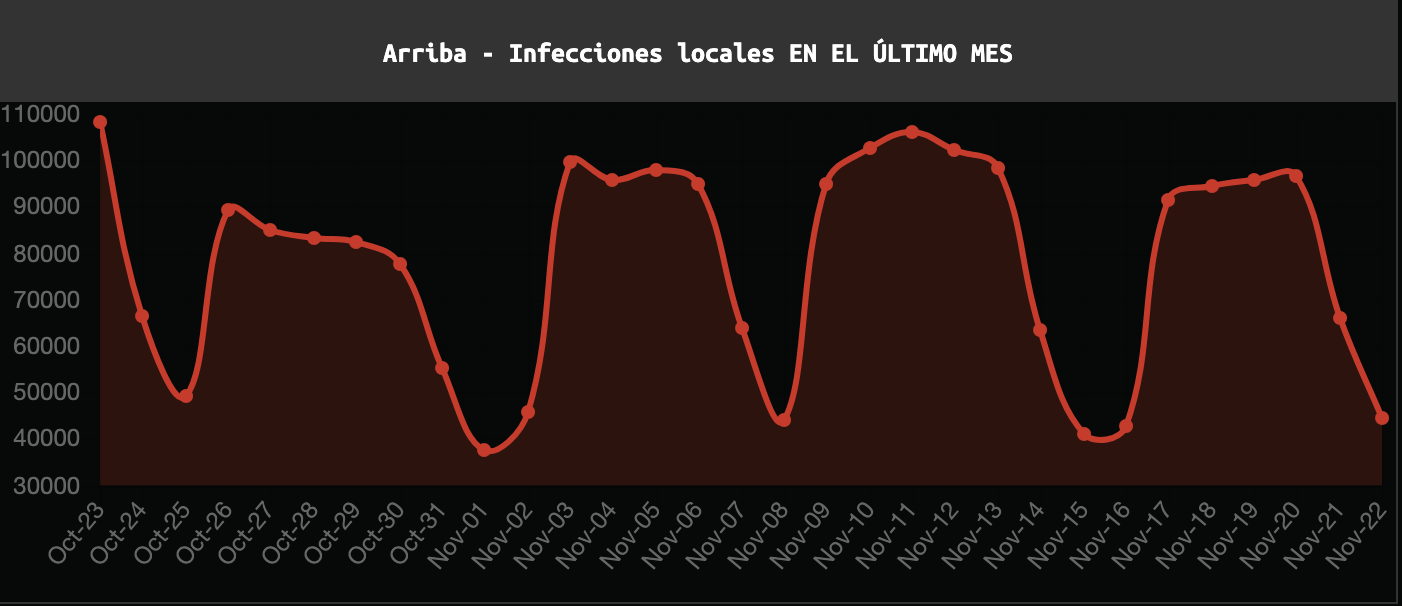 Arriba - Infecciones locales EN EL ÚLTIMO MES
110000
100000
90000
80000
70000
60000
50000
40000
30000
Oct-23
Oct-24
Oct-25
Oct-26
Oct-27
Oct-28
Oct-29
Oct-30
Oct-31
Nov-01
Nov-02
Nov-03
Nov-04
Nov-05
Nov-06
Nov-07
Nov-08
Nov-09
Nov-10
Nov-11
Nov-12
Nov-13
Nov-14
Nov-15
Nov-16
Nov-17
Nov-18
Nov-19
Nov-20
Nov-21
Nov-22